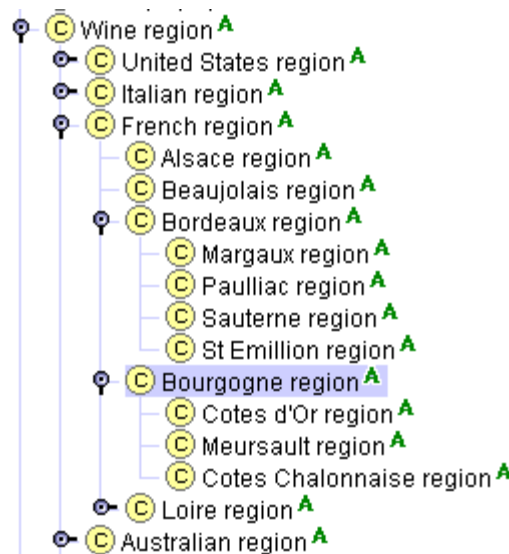 C Wine region A
C United States region A
C Italian region A
C French region A
C Alsace region A
C Beaujolais region A
C Bordeaux region A
C Margaux region A
C Paulliac region A
C Sauterne region A
C St Emillion region A
C Bourgogne region A
C Cotes d'Or region A
C Meursault region A
C Cotes Chalonnaise region A
C Loire region A
C Australian region A